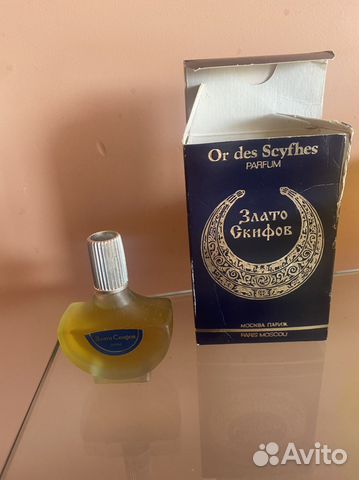 Or des Scyfhes
PARFUM
Злато
Скифов
МОСКВА ПАРИЖ
PARIS MOSCOU
Злато Скифов
Avito